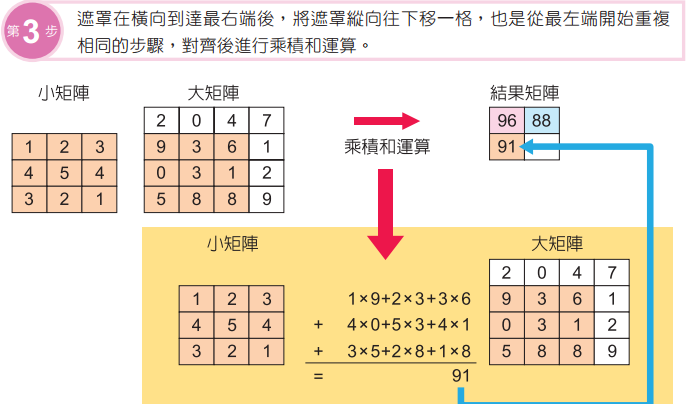 第3步 遮罩在橫向到達最右端後，將遮罩縱向往下移一格，也是從最左端開始重複
相同的步驟，對齊後進行乘積和運算。
小矩陣
1 2 3
4 5 4
3 2 1
大矩陣
2 0 4 7
9 3 6 1
0 3 1 2
5 8 8 9
乘積和運算
結果矩陣
96 88
91
小矩陣
1 2 3
4 5 4
3 2 1
1×9+2×3+3×6
+ 4×0+5×3+4×1
+ 3×5+2×8+1×8
= 91
大矩陣
2 0 4 7
9 3 6 1
0 3 1 2
5 8 8 9